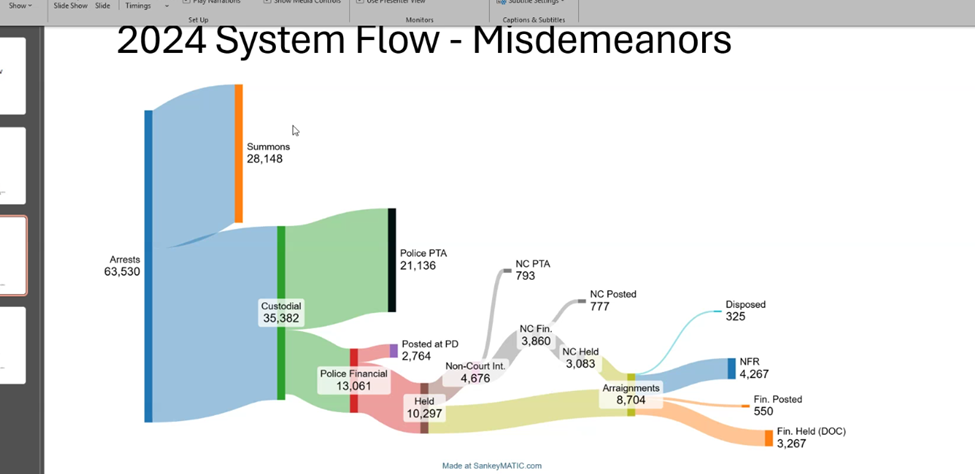 Show
Slide Show
Slide
Timings
Play Narrations
Show Media Controls
Use Presenter View
Subtitle Settings
Set Up
Monitors
Captions & Subtitles
2024 System Flow - Misdemeanors
Summons
28,148
Arrests
63,530
Police PTA
21,136
Custodial
35,382
NC PTA
793
NC Posted
777
Disposed
325
NC Fin.
3,860
Posted at PD
2,764
NC Held
3,083
NFR
4,267
Non-Court Int.
4,676
Police Financial
13,061
Arraignments
8,704
Held
10,297
Fin. Posted
550
Fin. Held (DOC)
3,267
Made at SankeyMATIC.com